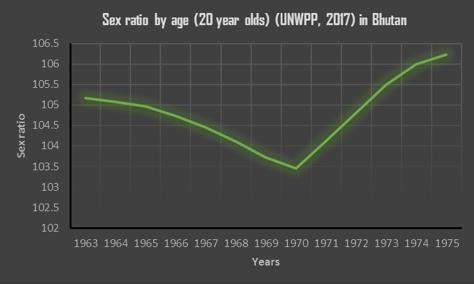 Sex ratio by age (20 year olds) (UNWPP, 2017) in Bhutan
106.5
106
105.5
105
104.5
104
103.5
103
102.5
102
Sex ratio
1963 1964 1965 1966 1967 1968 1969 1970 1971 1972 1973 1974 1975
Years